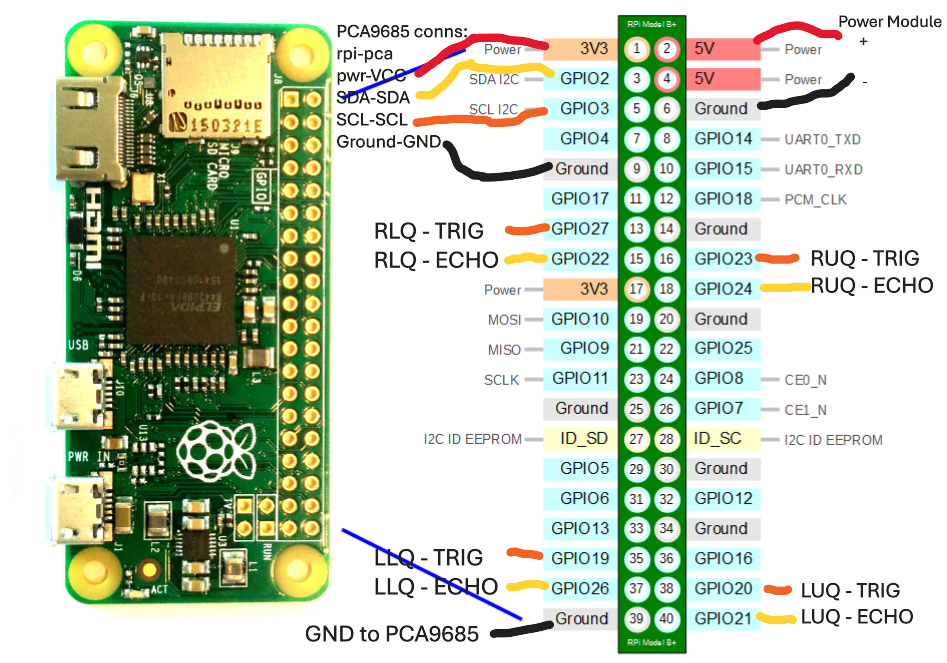 RPi Model B+
PCA9685 conns:
rpi-pca
pwr-VCC
SDA-SDA
SCL-SCL
Ground-GND
Power Module
+
-
Power 3V3 1 2 5V Power
SDA I2C GPIO2 3 4 5V Power
SCL I2C GPIO3 5 6 Ground
GPIO4 7 8 GPIO14 UART0_TXD
Ground 9 10 GPIO15 UART0_RXD
GPIO17 11 12 GPIO18 PCM_CLK
RLQ - TRIG GPIO27 13 14 Ground
RLQ - ECHO GPIO22 15 16 GPIO23 RUQ - TRIG
Power 3V3 17 18 GPIO24 RUQ - ECHO
MOSI GPIO10 19 20 Ground
MISO GPIO9 21 22 GPIO25
SCLK GPIO11 23 24 GPIO8 CE0_N
Ground 25 26 GPIO7 CE1_N
I2C ID EEPROM ID_SD 27 28 ID_SC I2C ID EEPROM
GPIO5 29 30 Ground
GPIO6 31 32 GPIO12
GPIO13 33 34 Ground
LLQ - TRIG GPIO19 35 36 GPIO16
LLQ - ECHO GPIO26 37 38 GPIO20 LUQ - TRIG
GND to PCA9685 Ground 39 40 GPIO21 LUQ - ECHO
RPi Model B+
J8
MICRO
SD CARD
GPIO
HDMI
X1
D6
ELPIDA
USB
J10
L3
U13
PWR IN
J1
L2
U3
L1
TV
RUN
ACT